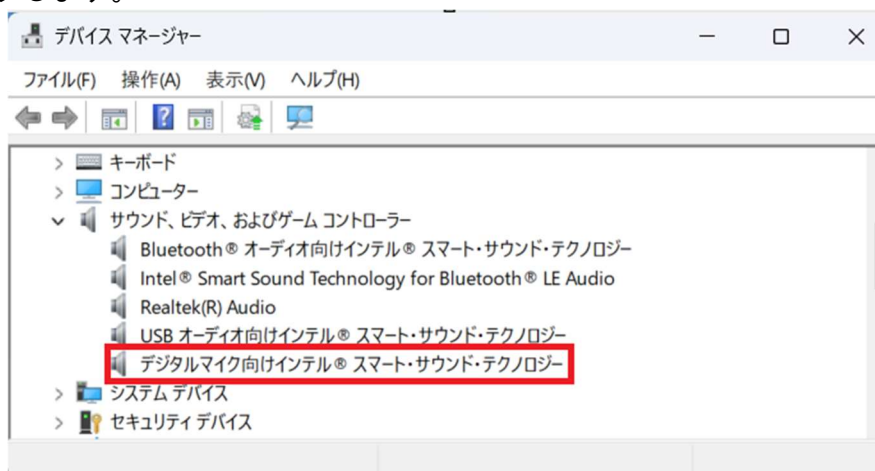 デバイス マネージャー
ファイル(F) 操作(A) 表示(V) ヘルプ(H)
キーボード
コンピューター
サウンド、ビデオ、およびゲーム コントローラー
Bluetooth® オーディオ向けインテル® スマート・サウンド・テクノロジー
Intel® Smart Sound Technology for Bluetooth® LE Audio
Realtek(R) Audio
USB オーディオ向けインテル® スマート・サウンド・テクノロジー
デジタルマイク向けインテル® スマート・サウンド・テクノロジー
システム デバイス
セキュリティ デバイス